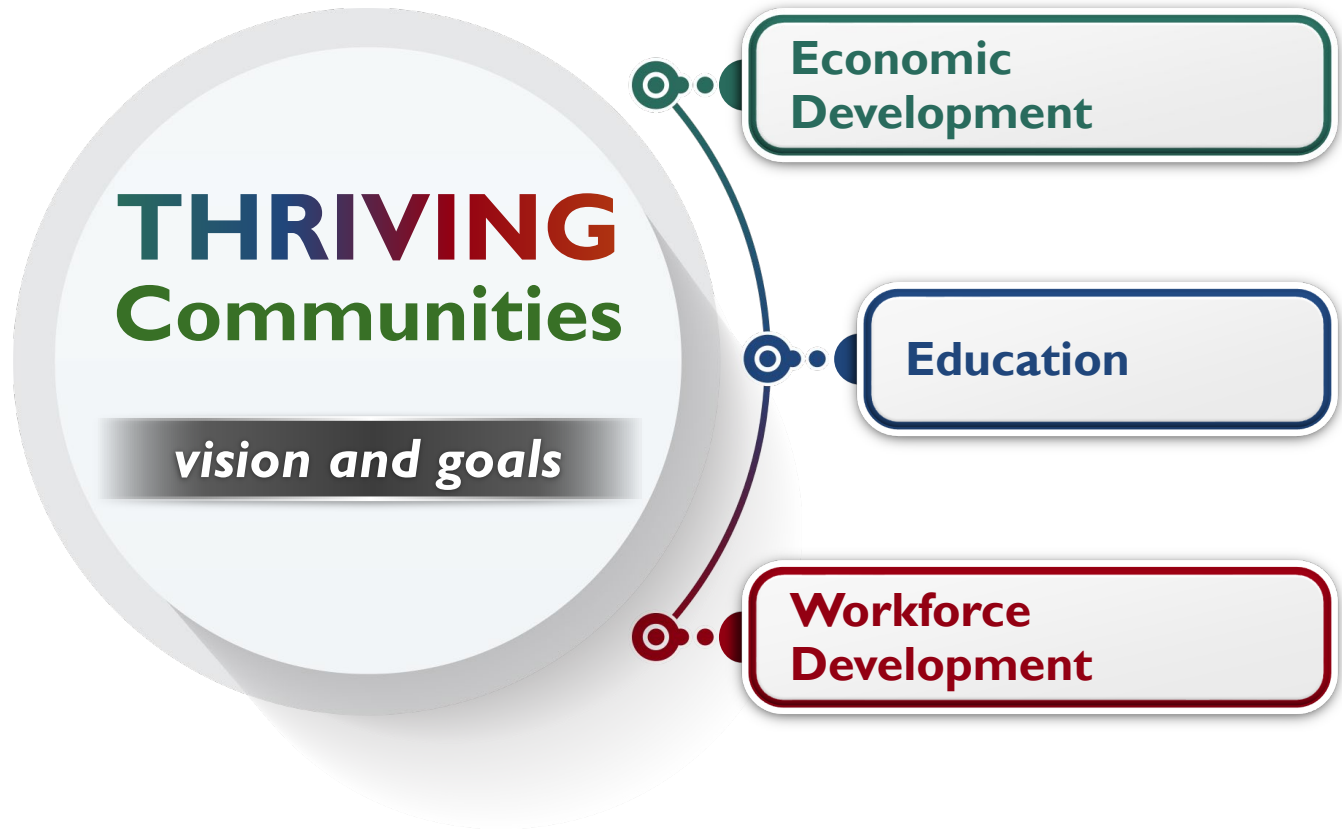 THRIVING
Communities
vision and goals
Economic
Development
Education
Workforce
Development